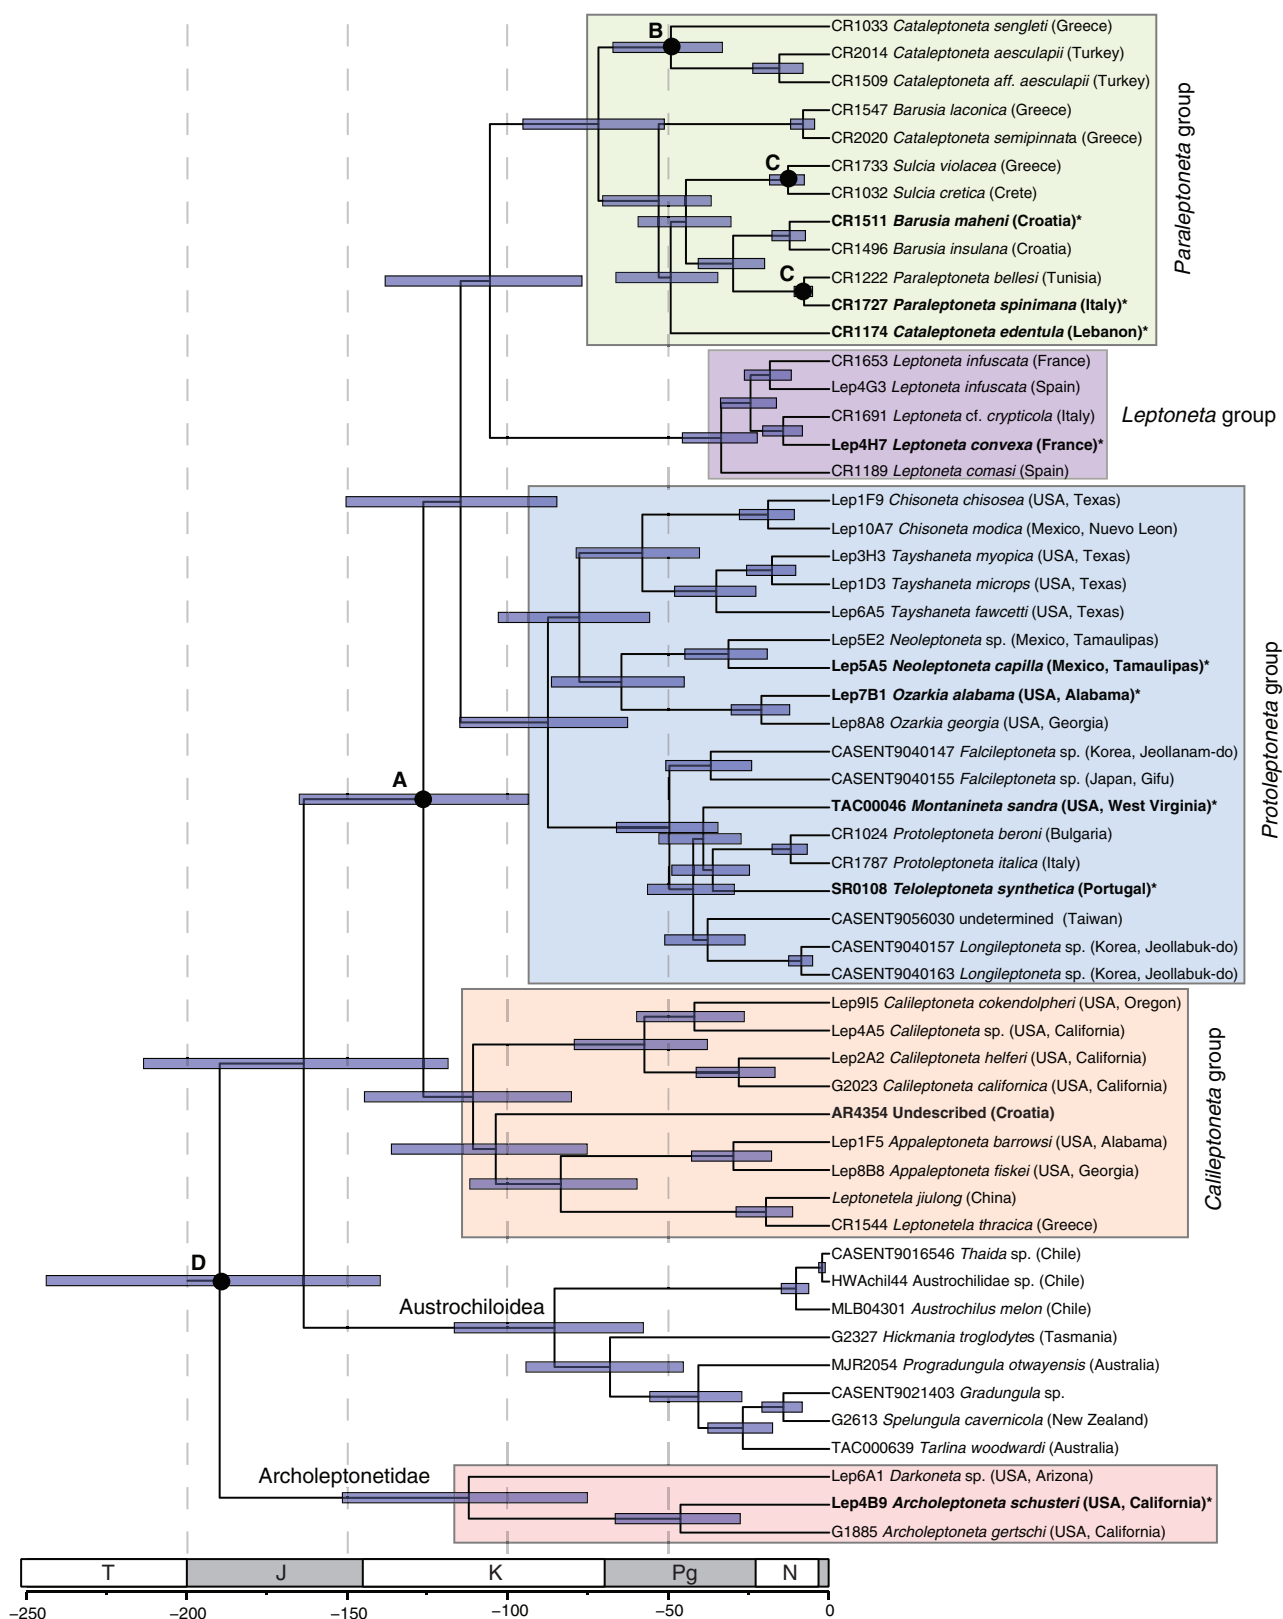 B
CR1033 Cataleptoneta sengleti (Greece)
CR2014 Cataleptoneta aesculapii (Turkey)
CR1509 Cataleptoneta aff. aesculapii (Turkey)
CR1547 Barusia laconica (Greece)
CR2020 Cataleptoneta semipinnata (Greece)
C
CR1733 Sulcia violacea (Greece)
CR1032 Sulcia cretica (Crete)
CR1511 Barusia maheni (Croatia)*
CR1496 Barusia insulana (Croatia)
C
CR1222 Paraleptoneta bellesi (Tunisia)
CR1727 Paraleptoneta spinimana (Italy)*
CR1174 Cataleptoneta edentula (Lebanon)*
Paraleptoneta group
CR1653 Leptoneta infuscata (France)
Lep4G3 Leptoneta infuscata (Spain)
CR1691 Leptoneta cf. crypticola (Italy)
Lep4H7 Leptoneta convexa (France)*
CR1189 Leptoneta comasi (Spain)
Leptoneta group
Lep1F9 Chisoneta chisosea (USA, Texas)
Lep10A7 Chisoneta modica (Mexico, Nuevo Leon)
Lep3H3 Tayshaneta myopica (USA, Texas)
Lep1D3 Tayshaneta microps (USA, Texas)
Lep6A5 Tayshaneta fawcetti (USA, Texas)
Lep5E2 Neoleptoneta sp. (Mexico, Tamaulipas)
Lep5A5 Neoleptoneta capilla (Mexico, Tamaulipas)*
Lep7B1 Ozarkia alabama (USA, Alabama)*
Lep8A8 Ozarkia georgia (USA, Georgia)
CASENT9040147 Falcileptoneta sp. (Korea, Jeollanam-do)
CASENT9040155 Falcileptoneta sp. (Japan, Gifu)
A
TAC00046 Montanineta sandra (USA, West Virginia)*
CR1024 Protoleptoneta beroni (Bulgaria)
CR1787 Protoleptoneta italica (Italy)
SR0108 Teloleptoneta synthetica (Portugal)*
CASENT9056030 undetermined (Taiwan)
CASENT9040157 Longileptoneta sp. (Korea, Jeollabuk-do)
CASENT9040163 Longileptoneta sp. (Korea, Jeollabuk-do)
Protoleptoneta group
Lep9I5 Calileptoneta cokendolpheri (USA, Oregon)
Lep4A5 Calileptoneta sp. (USA, California)
Lep2A2 Calileptoneta helferi (USA, California)
G2023 Calileptoneta californica (USA, California)
AR4354 Undescribed (Croatia)
Lep1F5 Appaleptoneta barrowsi (USA, Alabama)
Lep8B8 Appaleptoneta fiskei (USA, Georgia)
Leptonetela jiulong (China)
CR1544 Leptonetela thracica (Greece)
Calileptoneta group
D
CASENT9016546 Thaida sp. (Chile)
HWAchil44 Austrochilidae sp. (Chile)
MLB04301 Austrochilus melon (Chile)
Austrochiloidea
G2327 Hickmania troglodytes (Tasmania)
MJR2054 Progradungula otwayensis (Australia)
CASENT9021403 Gradungula sp.
G2613 Spelungula cavernicola (New Zealand)
TAC000639 Tarlina woodwardi (Australia)
Archoleptonetidae
Lep6A1 Darkoneta sp. (USA, Arizona)
Lep4B9 Archoleptoneta schusteri (USA, California)*
G1885 Archoleptoneta gertschi (USA, California)
T J K Pg N
−250 −200 −150 −100 −50 0